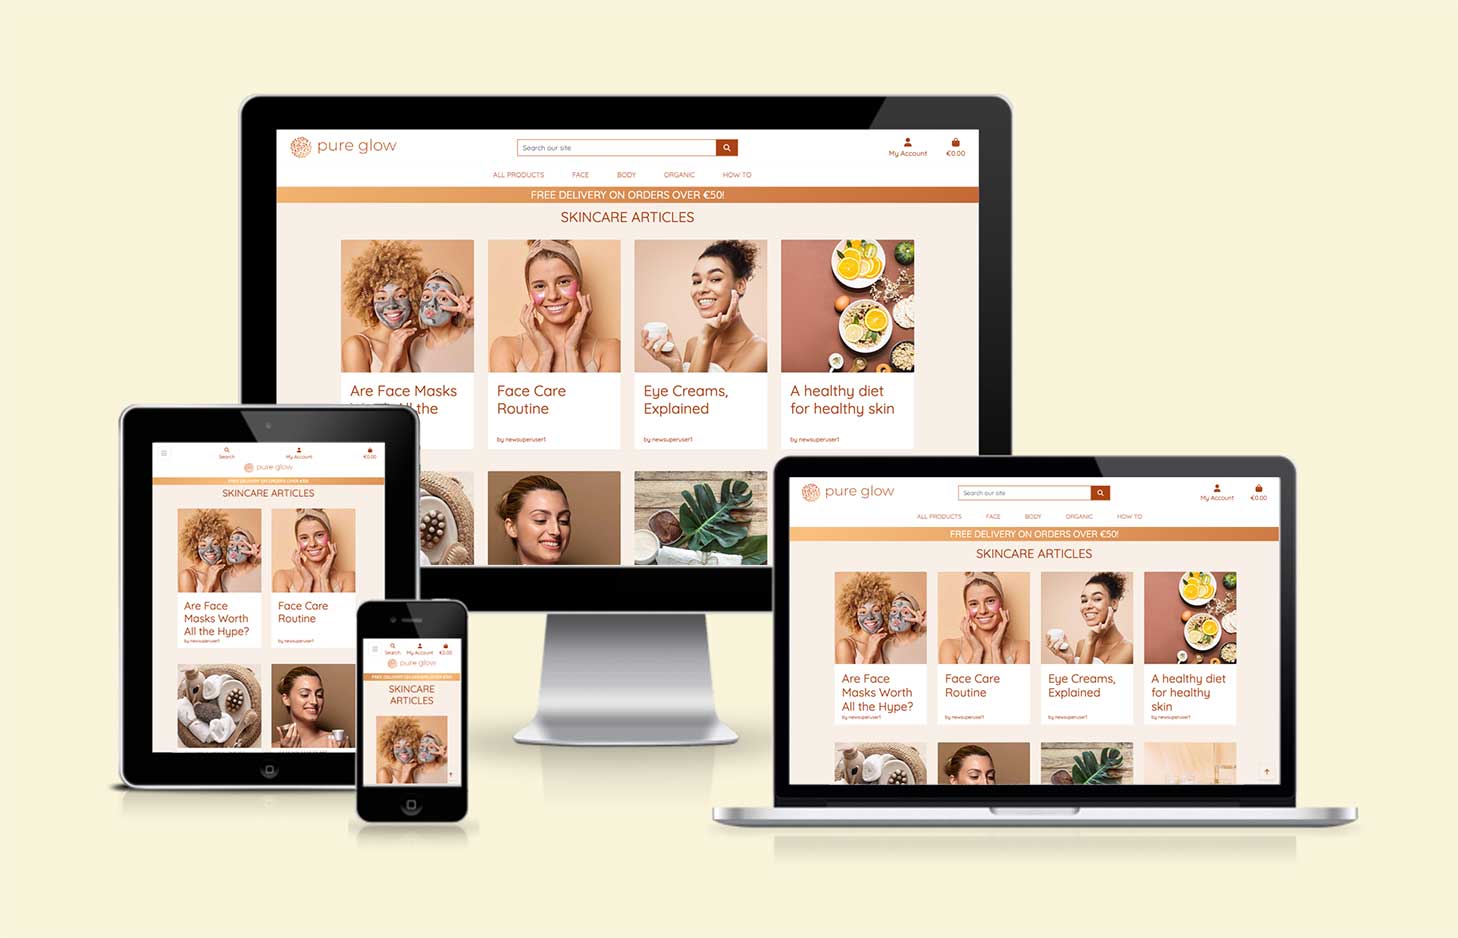 pure glow
Search our site
My Account
€0.00
ALL PRODUCTS FACE BODY ORGANIC HOW TO
FREE DELIVERY ON ORDERS OVER €50!
SKINCARE ARTICLES
Are Face Masks
All the
Face Care
Routine
by newsuperuser1
Eye Creams,
Explained
by newsuperuser1
A healthy diet
for healthy skin
by newsuperuser1
Search
My Account
€0.00
pure glow
FREE DELIVERY ON ORDERS OVER €50!
SKINCARE ARTICLES
Are Face
Masks Worth
All the Hype?
by newsuperuser1
Face Care
Routine
by newsuperuser1
Search
My Account
€0.00
pure glow
FREE DELIVERY ON ORDERS OVER €50!
SKINCARE
ARTICLES
pure glow
Search our site
My Account
€0.00
ALL PRODUCTS FACE BODY ORGANIC HOW TO
FREE DELIVERY ON ORDERS OVER €50!
SKINCARE ARTICLES
Are Face
Masks Worth
All the Hype?
by newsuperuser1
Face Care
Routine
by newsuperuser1
Eye Creams,
Explained
by newsuperuser1
A healthy diet
for healthy
skin
by newsuperuser1